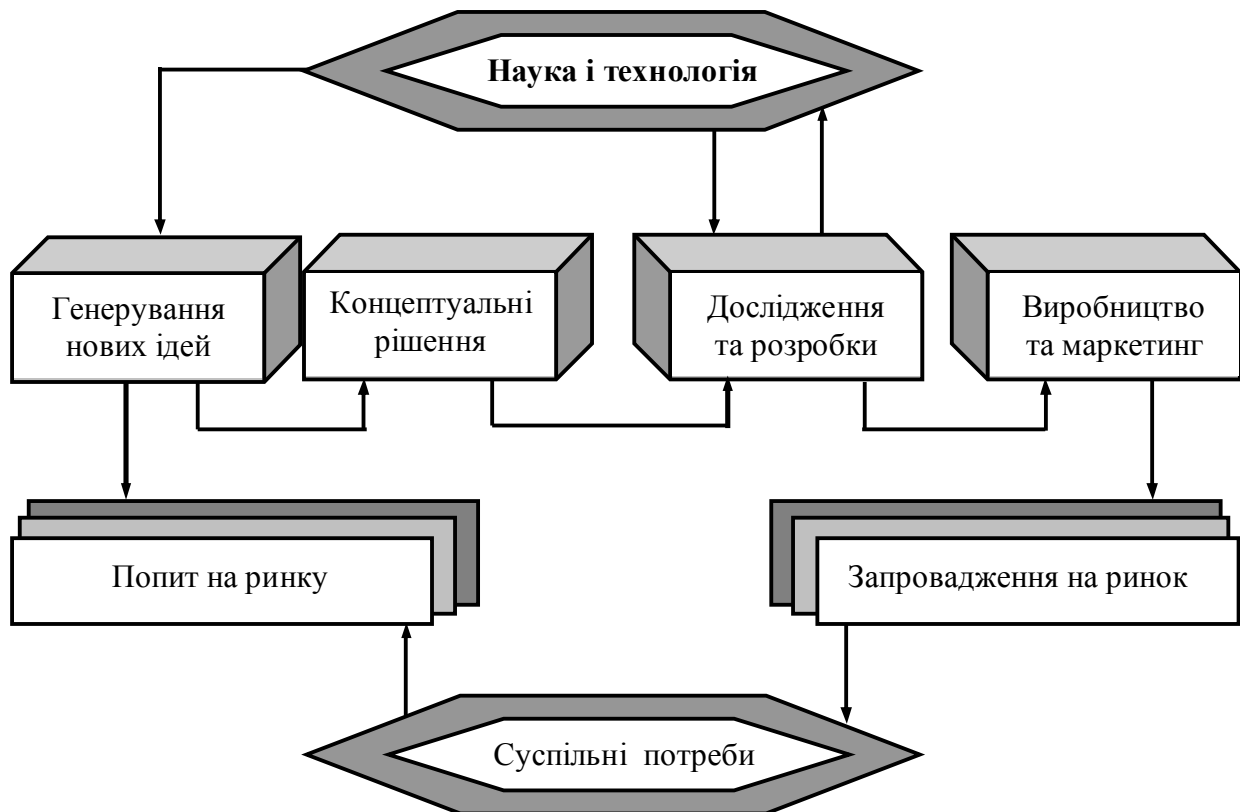 Наука і технологія
Генерування
нових ідей
Концептуальні
рішення
Дослідження
та розробки
Виробництво
та маркетинг
Попит на ринку
Запровадження на ринок
Суспільні потреби